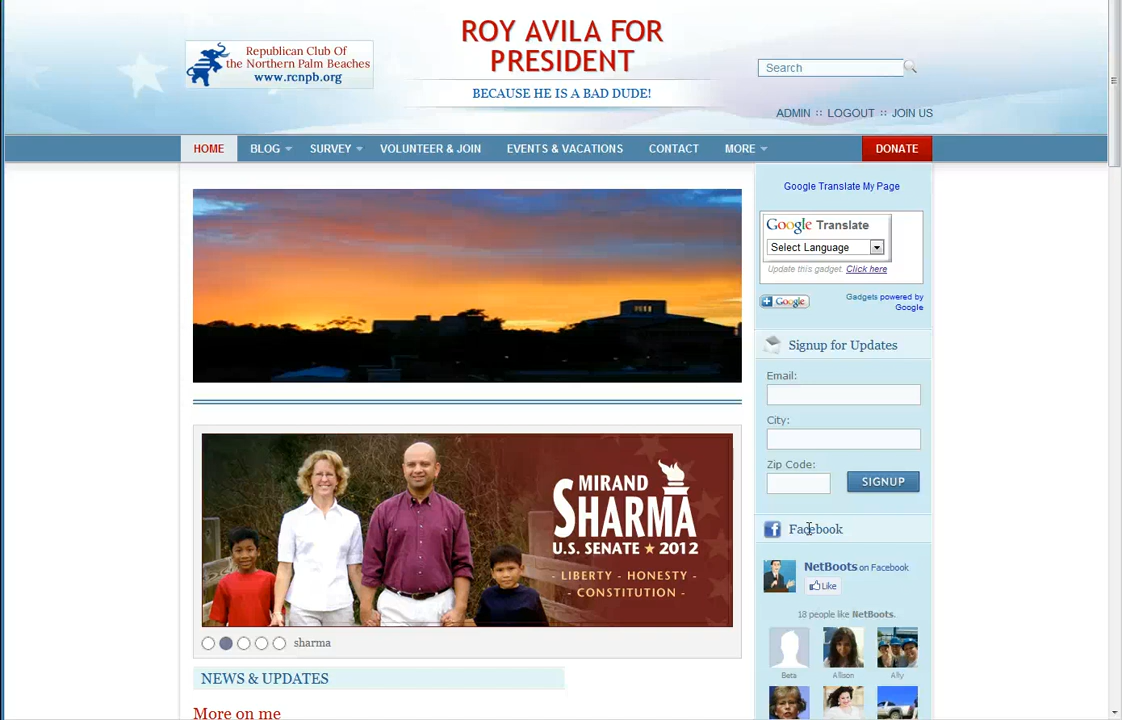 Republican Club Of
the Northern Palm Beaches
www.rcnpb.org
ROY AVILA FOR
PRESIDENT
BECAUSE HE IS A BAD DUDE!
Search
ADMIN :: LOGOUT :: JOIN US
HOME BLOG SURVEY VOLUNTEER & JOIN EVENTS & VACATIONS CONTACT MORE DONATE
Google Translate My Page
Google Translate
Select Language
Update this gadget. Click here
Google
Gadgets powered by
Google
Signup for Updates
Email:
City:
Zip Code:
SIGNUP
MIRAND
SHARMA
U.S. SENATE ★ 2012
- LIBERTY - HONESTY -
- CONSTITUTION -
sharma
Facebook
NetBoots on Facebook
Like
18 people like NetBoots.
Beta Allison Ally
NEWS & UPDATES
More on me